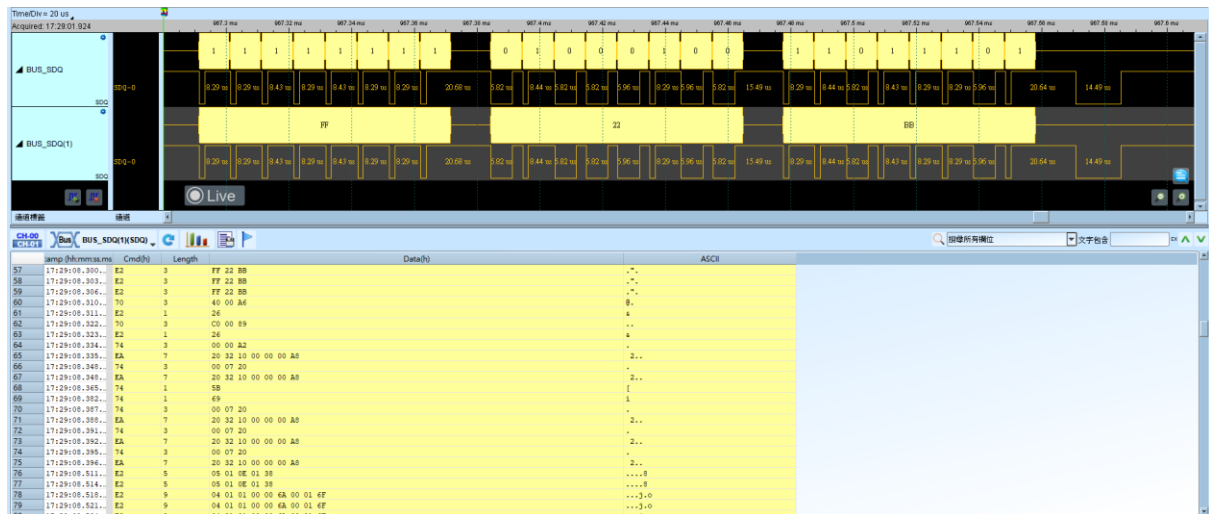 Time/Div = 20 us
Acquired: 17:29:01.924
967.3 ms 967.32 ms 967.34 ms 967.36 ms 967.38 ms 967.4 ms 967.42 ms 967.44 ms 967.46 ms 967.48 ms 967.5 ms 967.52 ms 967.54 ms 967.56 ms 967.58 ms 967.6 ms
1 1 1 1 1 1 1 1 0 1 0 0 0 1 0 0 1 1 0 1 1 1 0 1
BUS_SDQ
SDQ-0 8.29 us 8.29 us 8.43 us 8.29 us 8.43 us 8.29 us 8.29 us 20.68 us 5.82 us 8.44 us 5.82 us 5.82 us 5.96 us 8.29 us 5.96 us 5.82 us 15.49 us 8.29 us 8.44 us 5.82 us 8.43 us 8.29 us 8.29 us 5.96 us 20.64 us 14.49 us
SDQ
FF 22 BB
BUS_SDQ(1)
SDQ-0 8.29 us 8.29 us 8.43 us 8.29 us 8.43 us 8.29 us 8.29 us 20.68 us 5.82 us 8.44 us 5.82 us 5.82 us 5.96 us 8.29 us 5.96 us 5.82 us 15.49 us 8.29 us 8.44 us 5.82 us 8.43 us 8.29 us 8.29 us 5.96 us 20.64 us 14.49 us
SDQ
Live
通道標籤 通道
CH-00
CH-01 Bus BUS_SDQ(1)(SDQ) 搜尋所有欄位 文字包含
amp (hh:mm:ss.ms Cmd(h) Length Data(h) ASCII
57 17:29:08.300... E2 3 FF 22 BB .".
58 17:29:08.303... E2 3 FF 22 BB .".
59 17:29:08.306... E2 3 FF 22 BB .".
60 17:29:08.310... 70 3 40 00 A6 @.
61 17:29:08.311... E2 1 26 &
62 17:29:08.322... 70 3 C0 00 89 ..
63 17:29:08.323... E2 1 26 &
64 17:29:08.334... 74 3 00 00 A2 .
65 17:29:08.335... EA 7 20 32 10 00 00 00 A8 2..
66 17:29:08.348... 74 3 00 07 20 .
67 17:29:08.348... EA 7 20 32 10 00 00 00 A8 2..
68 17:29:08.365... 74 1 5B [
69 17:29:08.382... 74 1 69 i
70 17:29:08.387... 74 3 00 07 20 .
71 17:29:08.388... EA 7 20 32 10 00 00 00 A8 2..
72 17:29:08.391... 74 3 00 07 20 .
73 17:29:08.392... EA 7 20 32 10 00 00 00 A8 2..
74 17:29:08.395... 74 3 00 07 20 .
75 17:29:08.396... EA 7 20 32 10 00 00 00 A8 2..
76 17:29:08.511... E2 5 05 01 0E 01 38 ....8
77 17:29:08.514... E2 5 05 01 0E 01 38 ....8
78 17:29:08.518... E2 9 04 01 01 00 00 6A 00 01 6F ...j.o
79 17:29:08.521... E2 9 04 01 01 00 00 6A 00 01 6F ...j.o